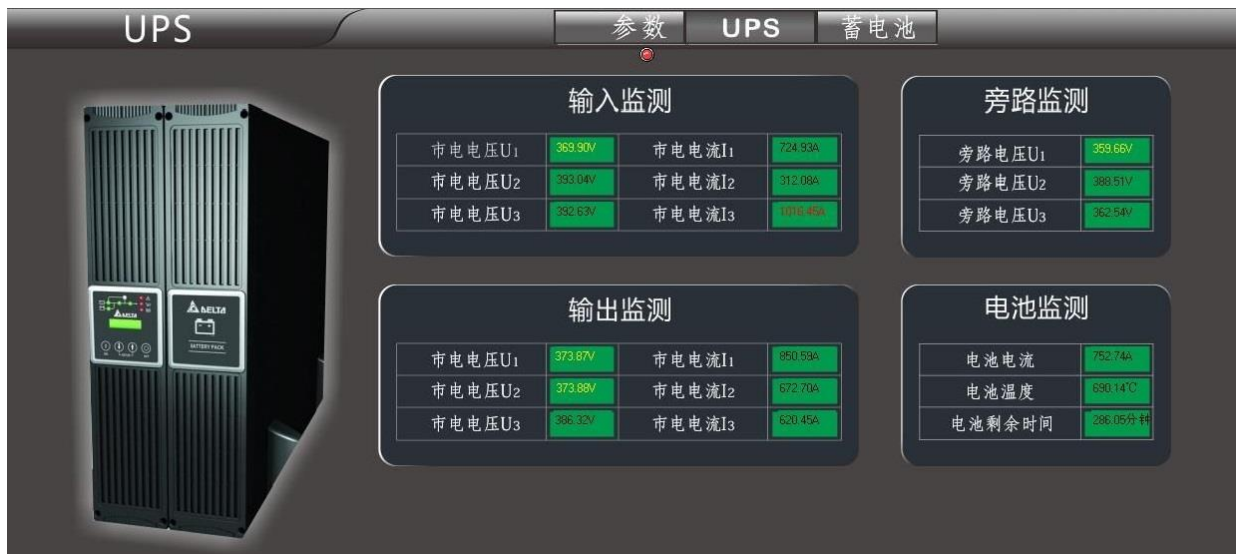 UPS
参数 UPS 蓄电池
输入监测
市电电压U1 369.90V 市电电流I1 724.93A
市电电压U2 393.04V 市电电流I2 312.08A
市电电压U3 392.63V 市电电流I3 1016.45A
旁路监测
旁路电压U1 359.66V
旁路电压U2 388.51V
旁路电压U3 362.54V
输出监测
市电电压U1 373.87V 市电电流I1 850.59A
市电电压U2 373.88V 市电电流I2 672.70A
市电电压U3 386.32V 市电电流I3 620.45A
电池监测
电池电流 752.74A
电池温度 690.14℃
电池剩余时间 286.05分钟
DELTA
DELTA
BATTERY PACK